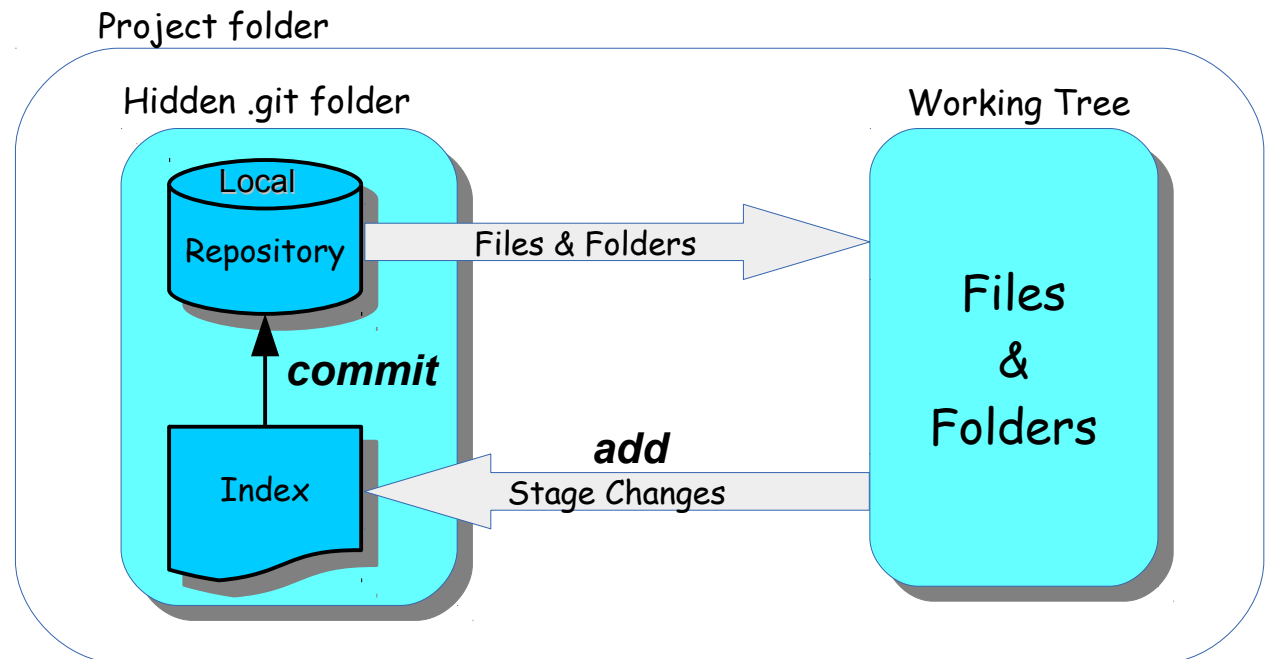 Project folder
Hidden .git folder
Working Tree
Local
Repository
Files & Folders
Files
&
Folders
commit
add
Index
Stage Changes